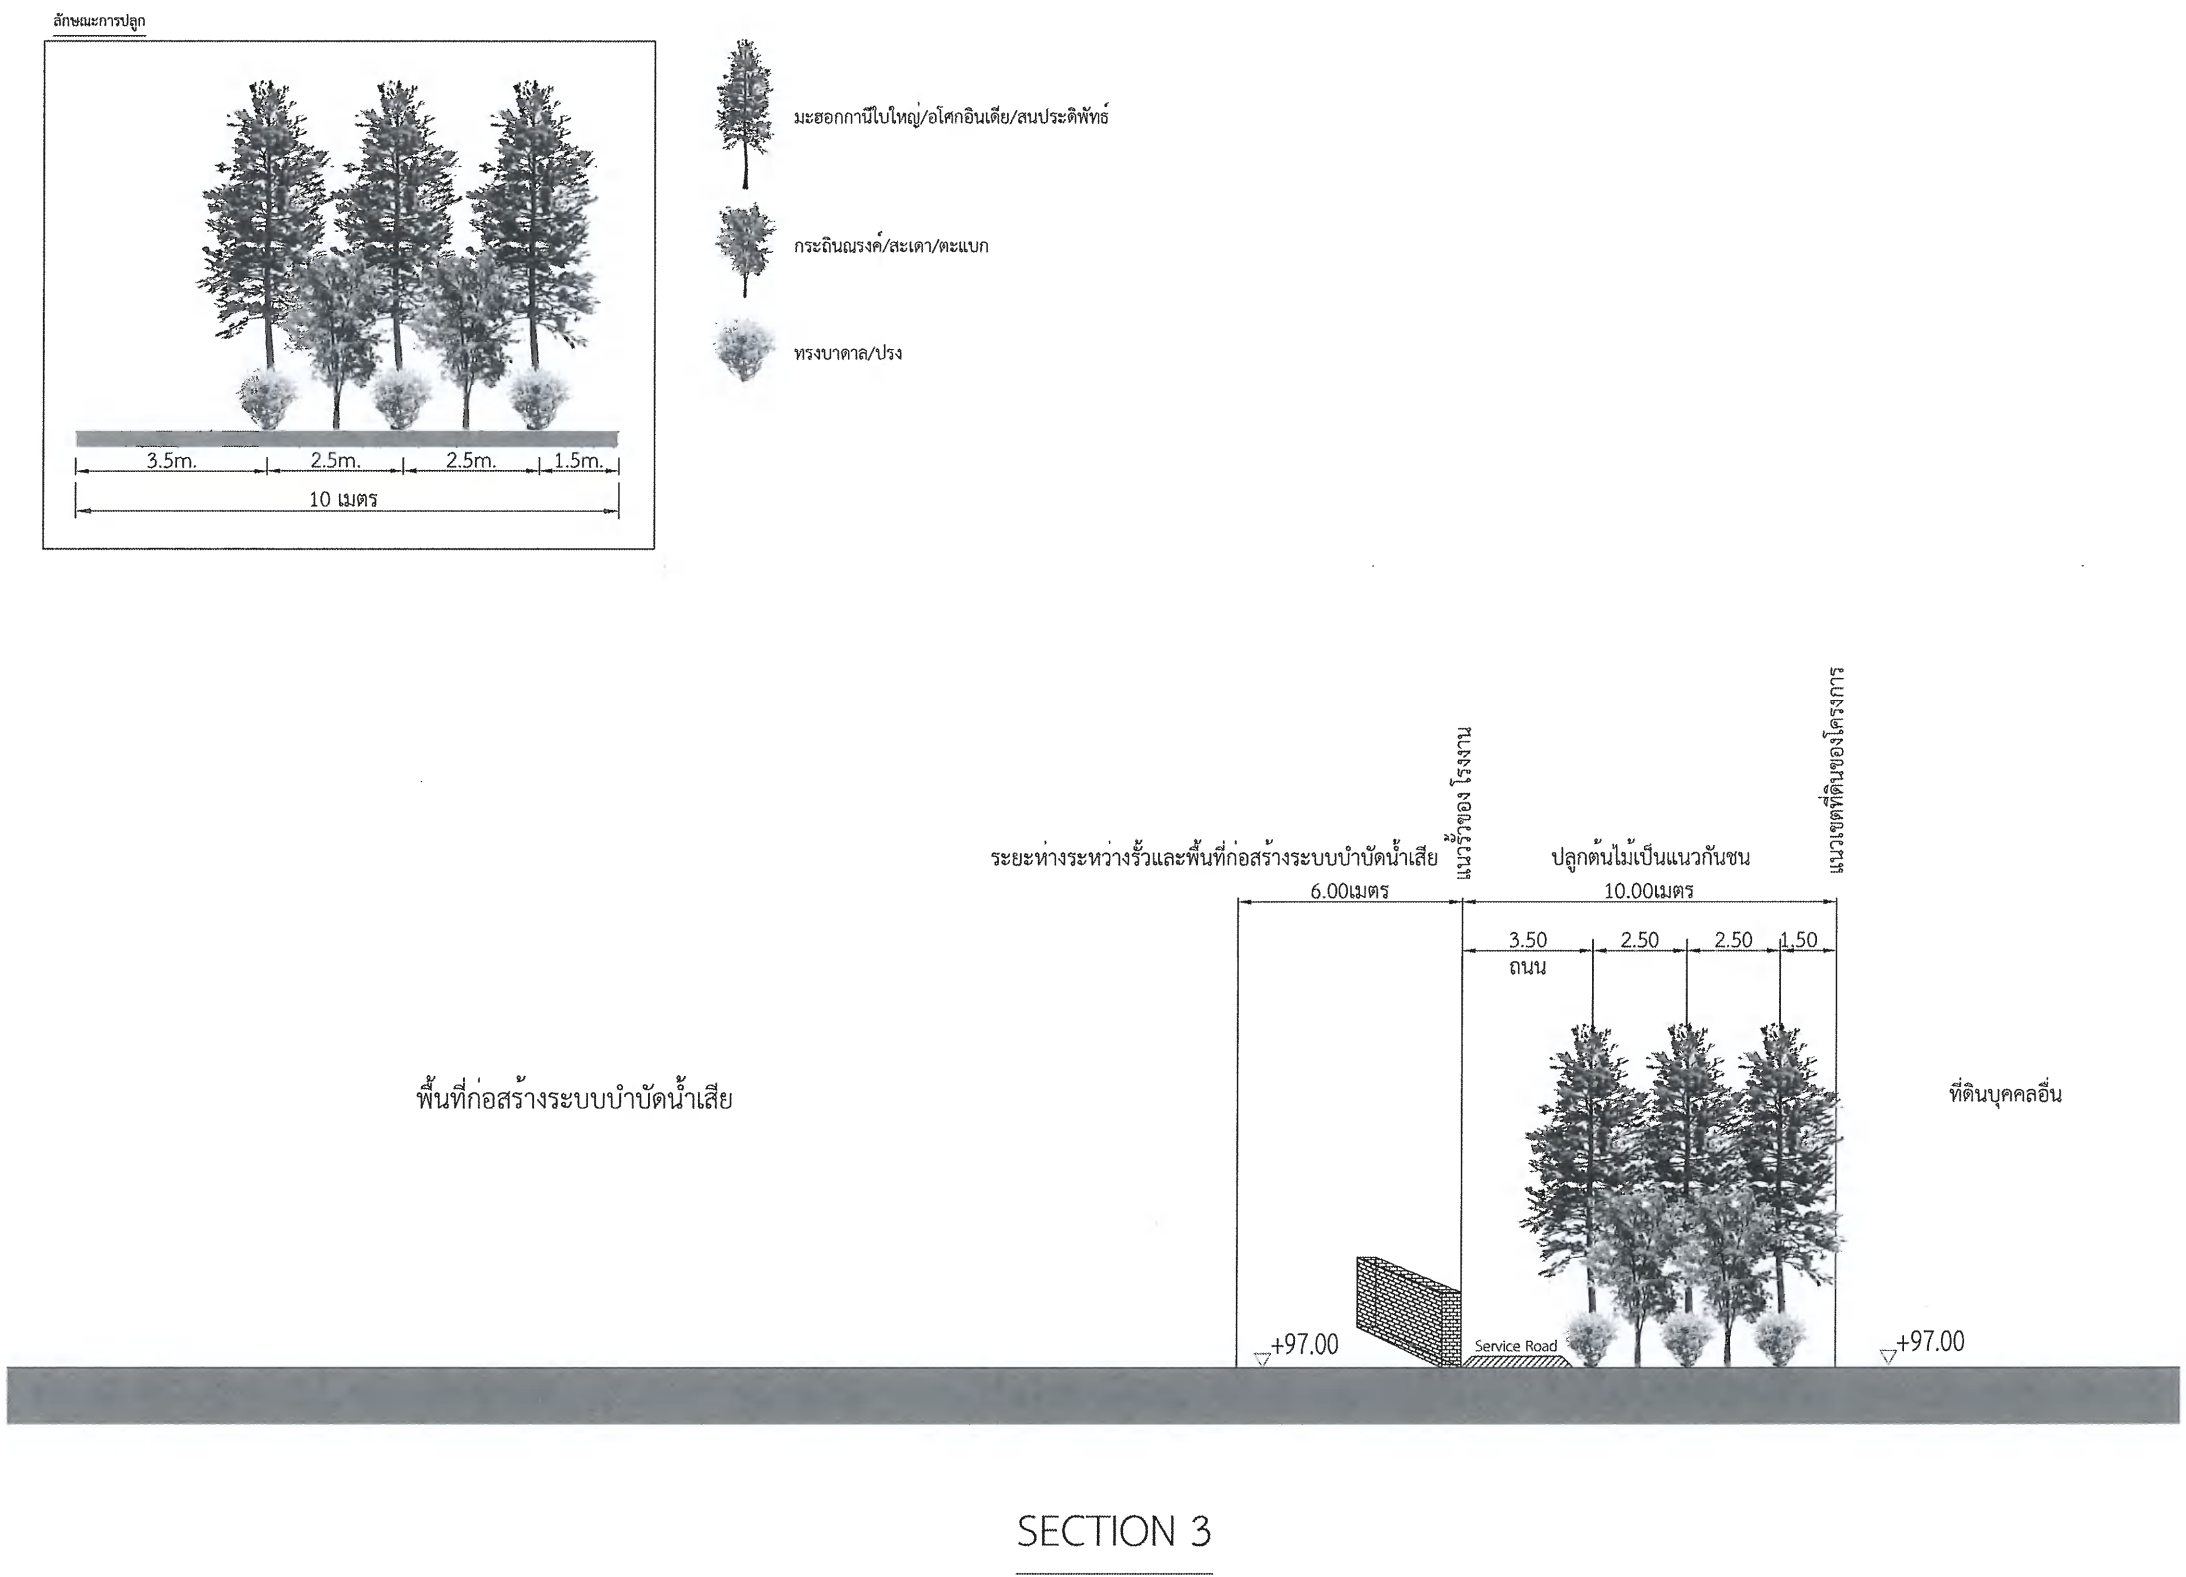 ลักษณะการปลูก
มะฮอกกานีใบใหญ่/อโศกอินเดีย/สนประดิพัทธ์
กระถินณรงค์/สะเดา/ตะแบก
ทรงบาดาล/ปรง
3.5m. 2.5m. 2.5m. 1.5m.
10 เมตร
แนวรั้วของ โรงงาน
แนวเขตที่ดินของโครงการ
ระยะห่างระหว่างรั้วและพื้นที่ก่อสร้างระบบบำบัดน้ำเสีย
ปลูกต้นไม้เป็นแนวกันชน
6.00เมตร 10.00เมตร
3.50 2.50 2.50 1.50
ถนน
พื้นที่ก่อสร้างระบบบำบัดน้ำเสีย
ที่ดินบุคคลอื่น
+97.00
Service Road
+97.00
SECTION 3